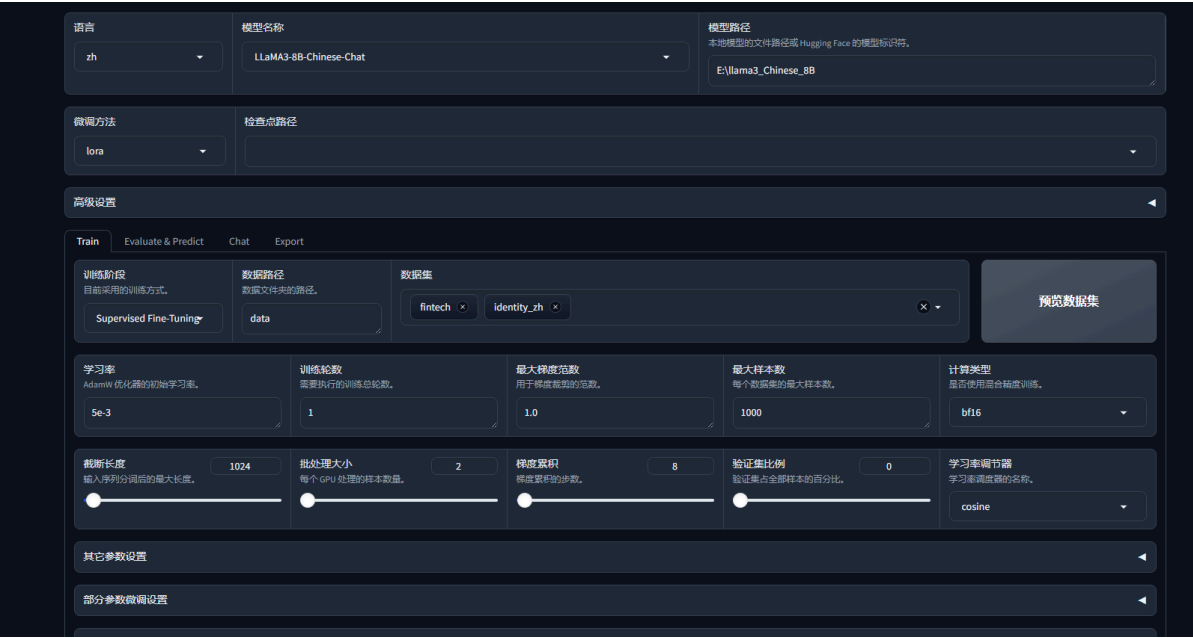 语言
zh
模型名称
LLaMA3-8B-Chinese-Chat
模型路径
本地模型的文件路径或 Hugging Face 的模型标识符。
E:\llama3_Chinese_8B
微调方法
lora
检查点路径
高级设置
Train
Evaluate & Predict
Chat
Export
训练阶段
目前采用的训练方式。
Supervised Fine-Tuning
数据路径
数据文件夹的路径。
data
数据集
fintech
identity_zh
预览数据集
学习率
AdamW 优化器的初始学习率。
5e-3
训练轮数
需要执行的训练总轮数。
1
最大梯度范数
用于梯度裁剪的范数。
1.0
最大样本数
每个数据集的最大样本数。
1000
计算类型
是否使用混合精度训练。
bf16
截断长度
1024
输入序列分词后的最大长度。
批处理大小
2
每个 GPU 处理的样本数量。
梯度累积
8
梯度累积的步数。
验证集比例
0
验证集占全部样本的百分比。
学习率调节器
学习率调度器的名称。
cosine
其它参数设置
部分参数微调设置